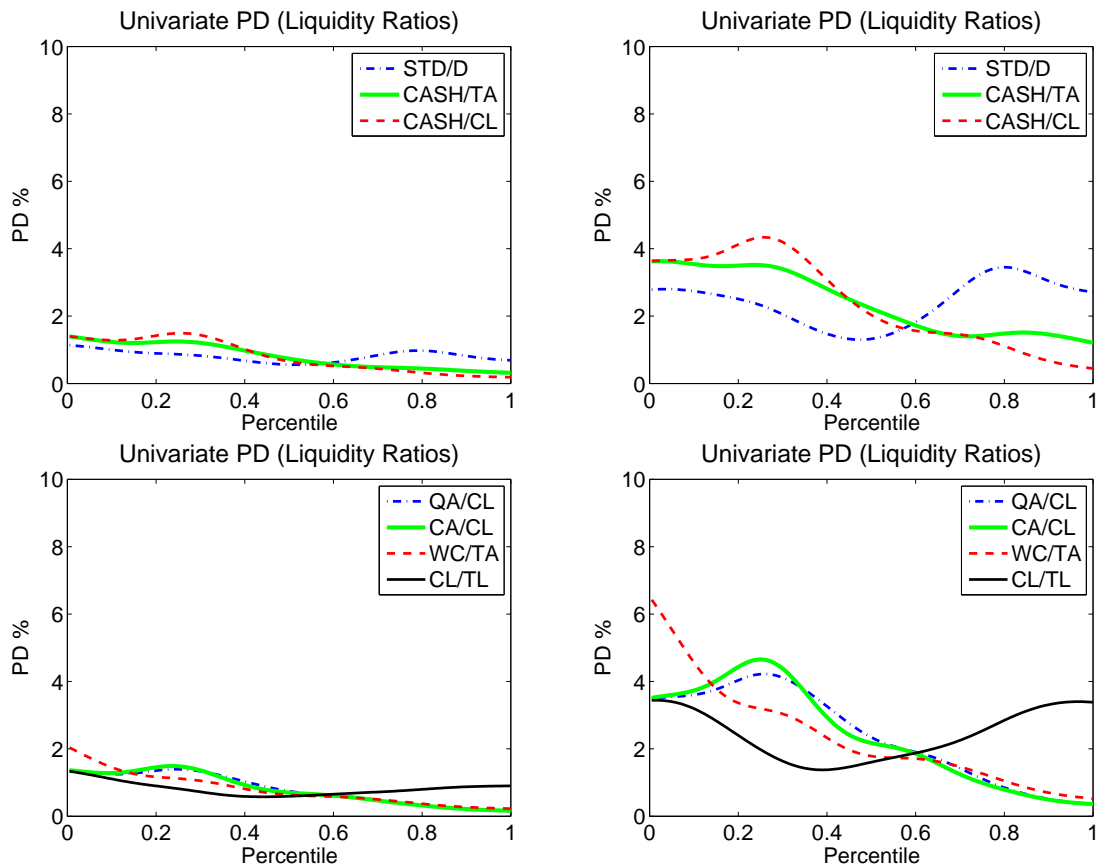 Univariate PD (Liquidity Ratios)
10
8
6
4
2
0
PD %
STD/D
CASH/TA
CASH/CL
0 0.2 0.4 0.6 0.8 1
Percentile
Univariate PD (Liquidity Ratios)
10
8
6
4
2
0
PD %
STD/D
CASH/TA
CASH/CL
0 0.2 0.4 0.6 0.8 1
Percentile
Univariate PD (Liquidity Ratios)
10
8
6
4
2
0
PD %
QA/CL
CA/CL
WC/TA
CL/TL
0 0.2 0.4 0.6 0.8 1
Percentile
Univariate PD (Liquidity Ratios)
10
8
6
4
2
0
PD %
QA/CL
CA/CL
WC/TA
CL/TL
0 0.2 0.4 0.6 0.8 1
Percentile